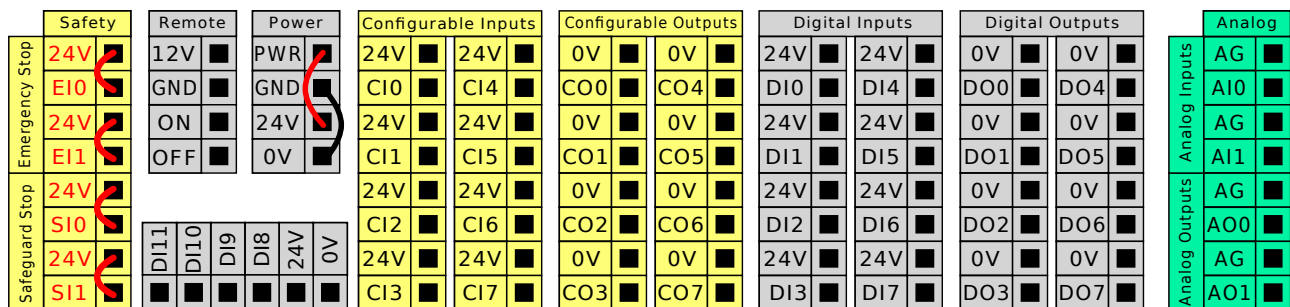 Safety
Emergency Stop
24V
EI0
24V
EI1
Safeguard Stop
24V
SI0
24V
SI1
Remote
12V
GND
ON
OFF
Power
PWR
GND
24V
0V
DI11
DI10
DI9
DI8
24V
0V
Configurable Inputs
24V 24V
CI0 CI4
24V 24V
CI1 CI5
24V 24V
CI2 CI6
24V 24V
CI3 CI7
Configurable Outputs
0V 0V
CO0 CO4
0V 0V
CO1 CO5
0V 0V
CO2 CO6
0V 0V
CO3 CO7
Digital Inputs
24V 24V
DI0 DI4
24V 24V
DI1 DI5
24V 24V
DI2 DI6
24V 24V
DI3 DI7
Digital Outputs
0V 0V
DO0 DO4
0V 0V
DO1 DO5
0V 0V
DO2 DO6
0V 0V
DO3 DO7
Analog
Analog Inputs
AG
AI0
AG
AI1
Analog Outputs
AG
AO0
AG
AO1